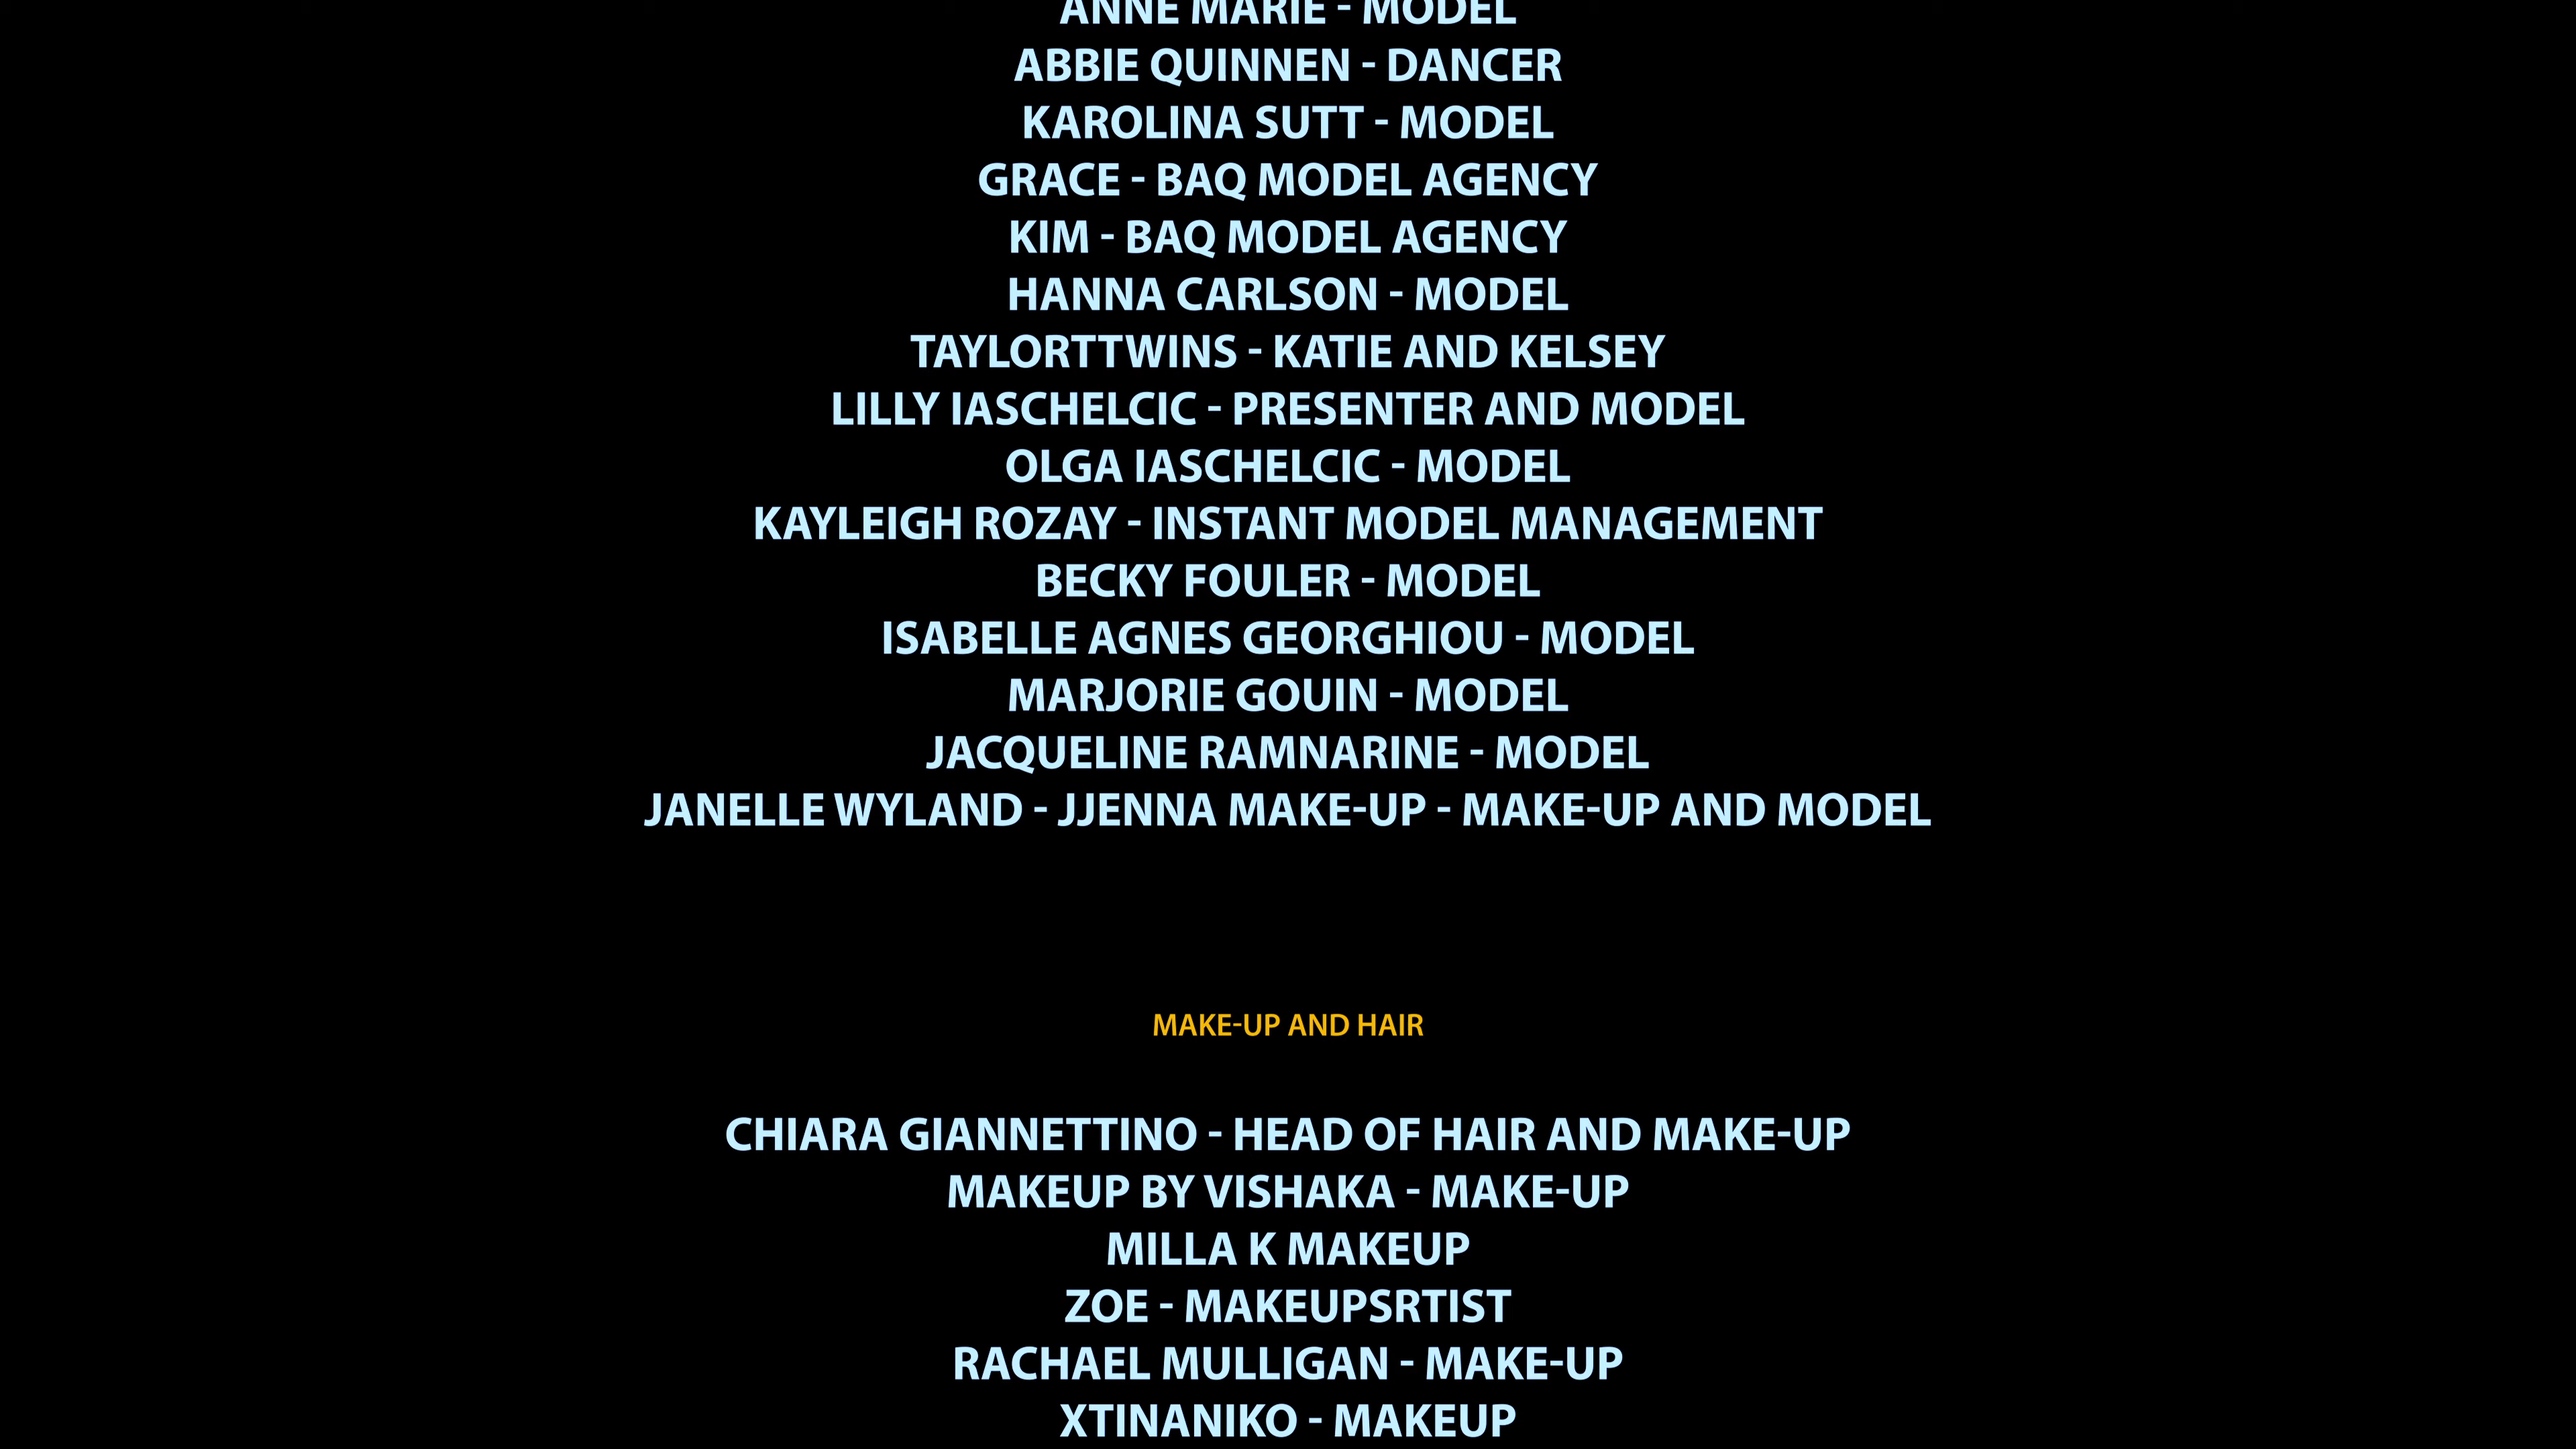 ANNE MARIE - MODEL
ABBIE QUINNEN - DANCER
KAROLINA SUTT - MODEL
GRACE - BAQ MODEL AGENCY
KIM - BAQ MODEL AGENCY
HANNA CARLSON - MODEL
TAYLORTTWINS - KATIE AND KELSEY
LILLY IASCHELCIC - PRESENTER AND MODEL
OLGA IASCHELCIC - MODEL
KAYLEIGH ROZAY - INSTANT MODEL MANAGEMENT
BECKY FOULER - MODEL
ISABELLE AGNES GEORGHIOU - MODEL
MARJORIE GOUIN - MODEL
JACQUELINE RAMNARINE - MODEL
JANELLE WYLAND - JJENNA MAKE-UP - MAKE-UP AND MODEL
MAKE-UP AND HAIR
CHIARA GIANNETTINO - HEAD OF HAIR AND MAKE-UP
MAKEUP BY VISHAKA - MAKE-UP
MILLA K MAKEUP
ZOE - MAKEUPSRTIST
RACHAEL MULLIGAN - MAKE-UP
XTINANIKO - MAKEUP